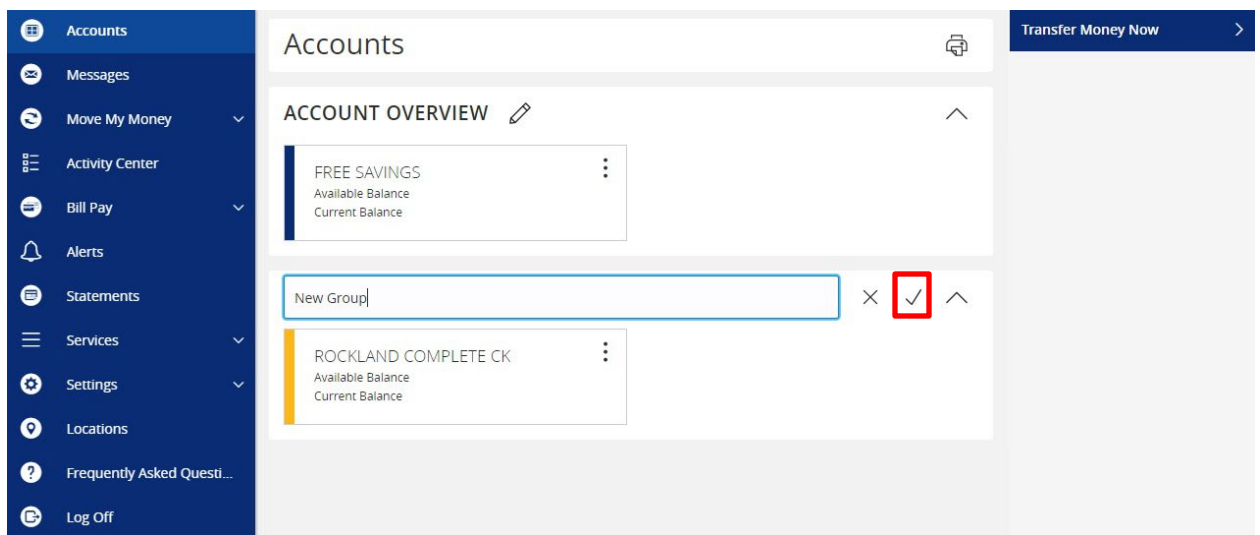 Accounts
Messages
Move My Money
Activity Center
Bill Pay
Alerts
Statements
Services
Settings
Locations
Frequently Asked Questi...
Log Off
Accounts
ACCOUNT OVERVIEW
FREE SAVINGS
Available Balance
Current Balance
New Group
ROCKLAND COMPLETE CK
Available Balance
Current Balance
Transfer Money Now